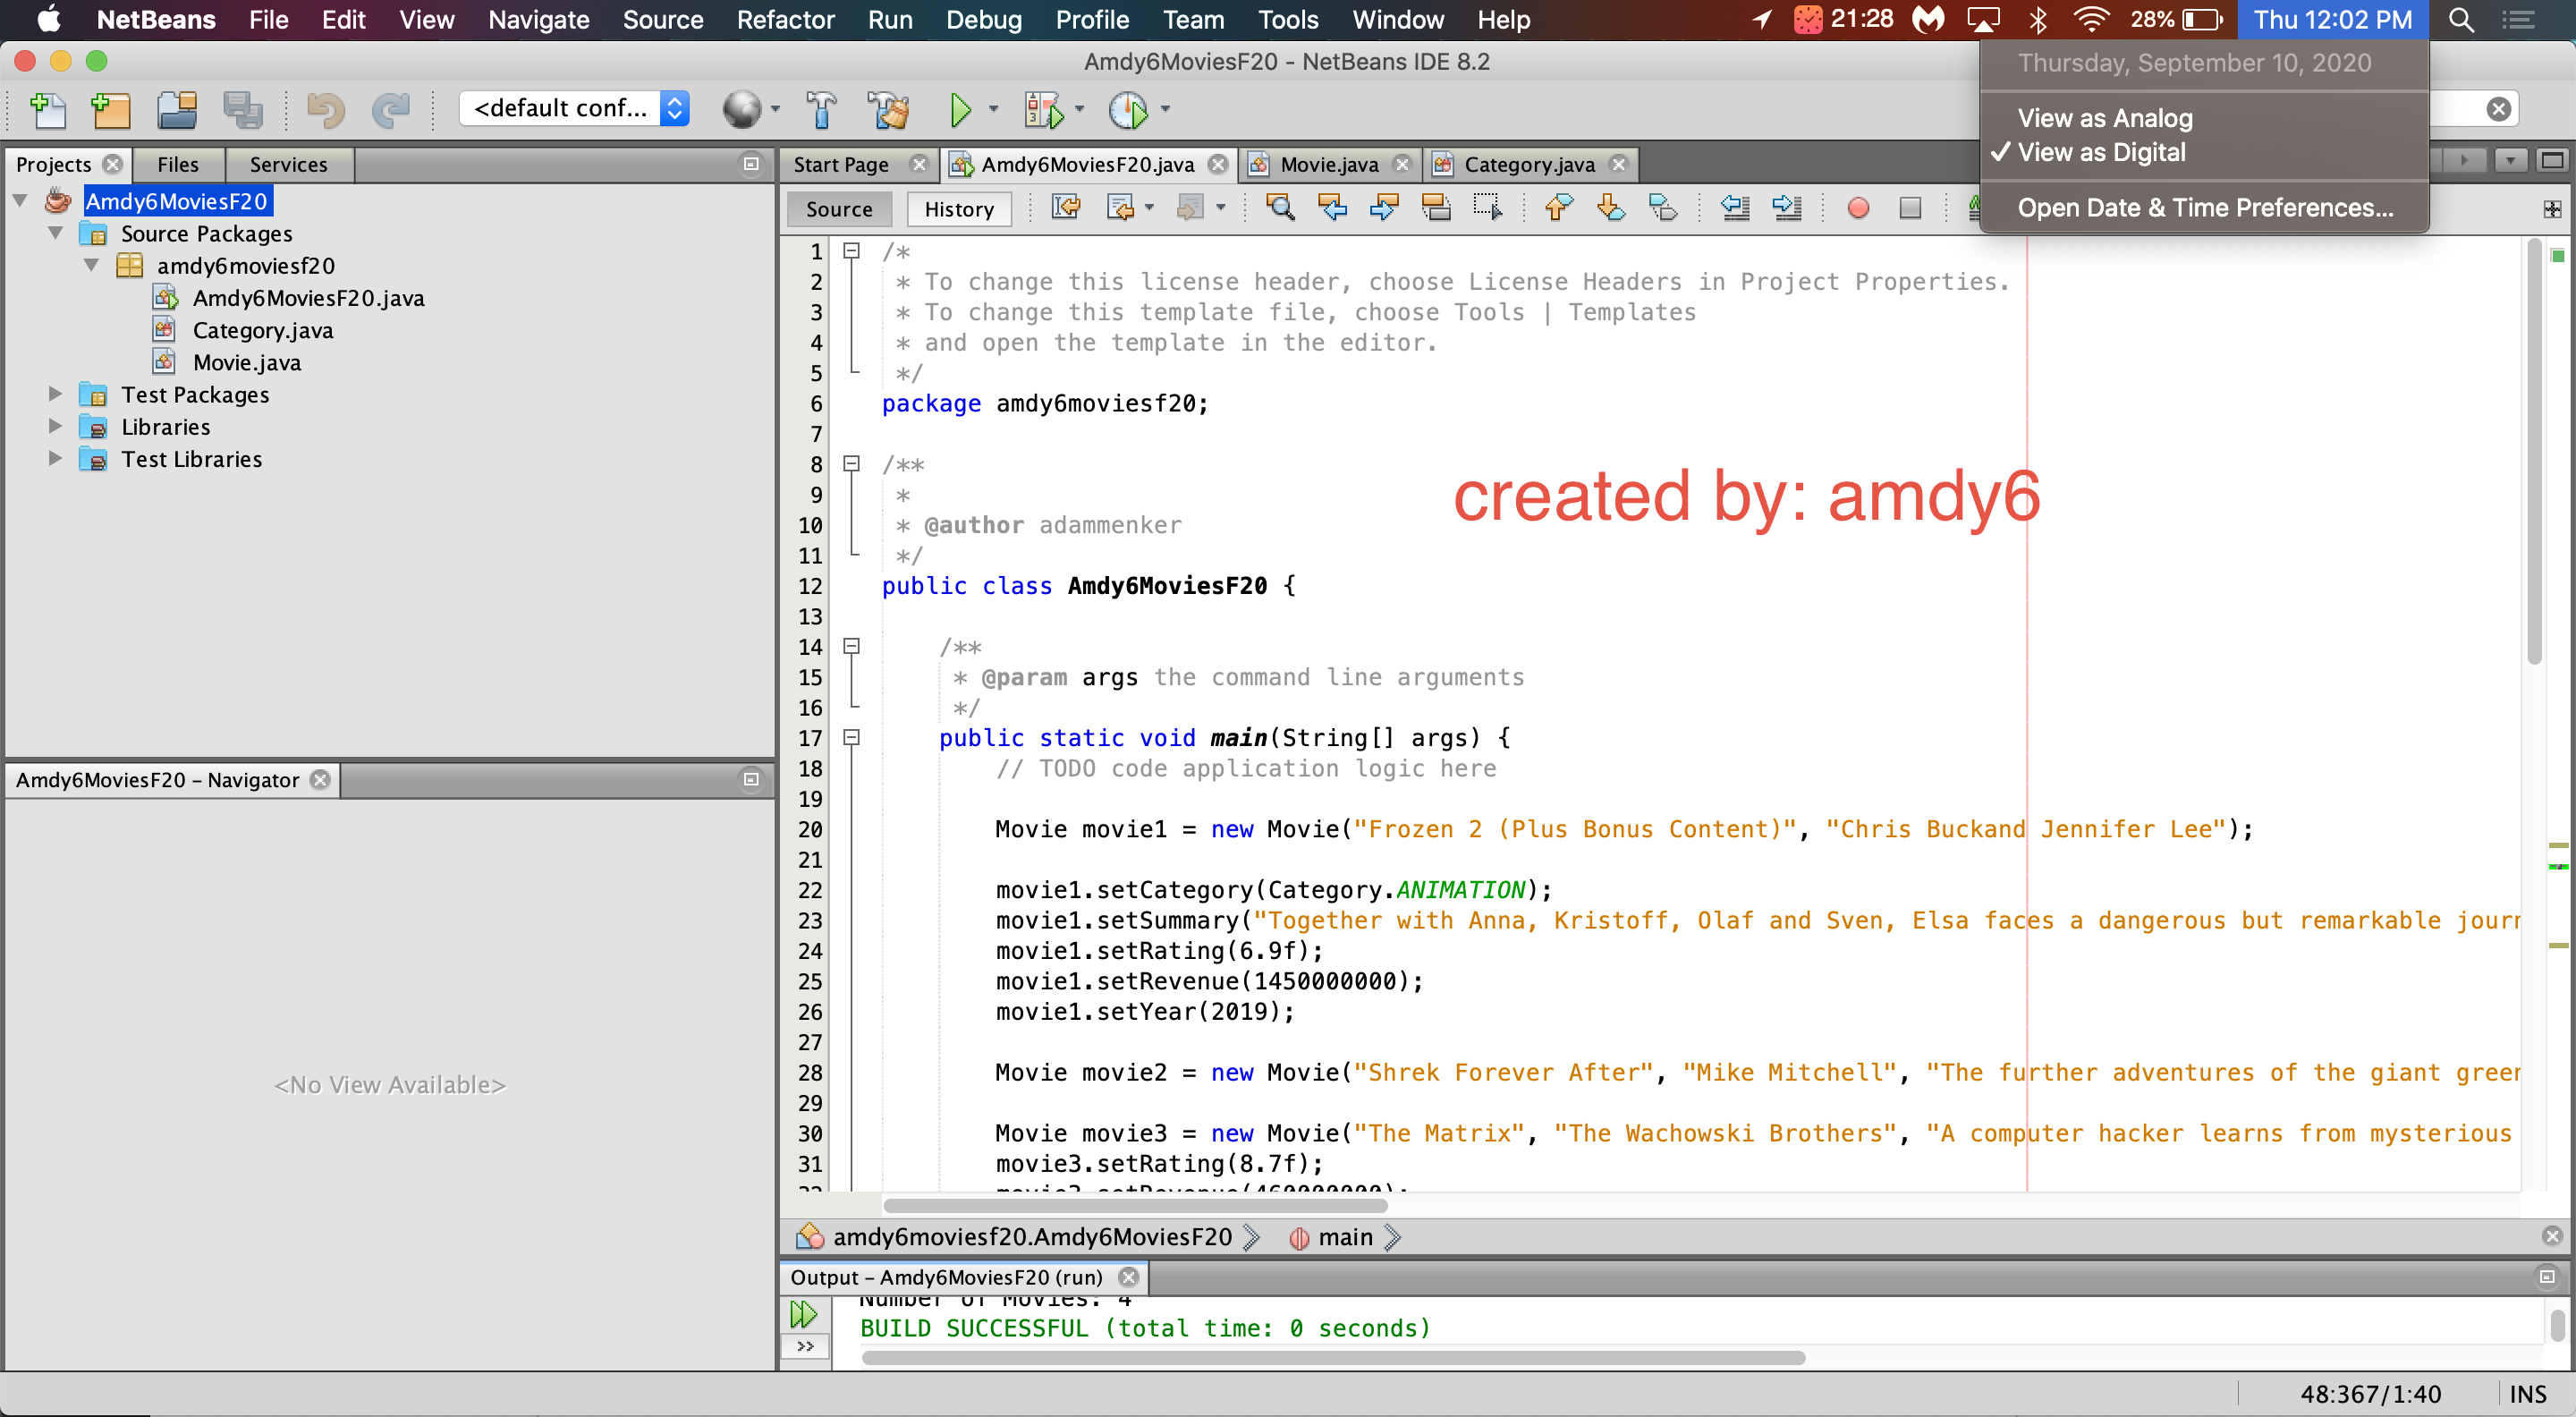 NetBeans File Edit View Navigate Source Refactor Run Debug Profile Team Tools Window Help 21:28 28% Thu 12:02 PM
Amdy6MoviesF20 - NetBeans IDE 8.2
Thursday, September 10, 2020
View as Analog
✓ View as Digital
Open Date & Time Preferences...
<default conf...
Projects Files Services
Amdy6MoviesF20
Source Packages
amdy6moviesf20
Amdy6MoviesF20.java
Category.java
Movie.java
Test Packages
Libraries
Test Libraries
Amdy6MoviesF20 - Navigator
<No View Available>
Start Page Amdy6MoviesF20.java Movie.java Category.java
Source History
1 /*
2 * To change this license header, choose License Headers in Project Properties.
3 * To change this template file, choose Tools | Templates
4 * and open the template in the editor.
5 */
6 package amdy6moviesf20;
7
8 /**
9 *
10 * @author adammenker
11 */
created by: amdy6
12 public class Amdy6MoviesF20 {
13
14 /**
15 * @param args the command line arguments
16 */
17 public static void main(String[] args) {
18 // TODO code application logic here
19
20 Movie movie1 = new Movie("Frozen 2 (Plus Bonus Content)", "Chris Buckand Jennifer Lee");
21
22 movie1.setCategory(Category.ANIMATION);
23 movie1.setSummary("Together with Anna, Kristoff, Olaf and Sven, Elsa faces a dangerous but remarkable jour
24 movie1.setRating(6.9f);
25 movie1.setRevenue(1450000000);
26 movie1.setYear(2019);
27
28 Movie movie2 = new Movie("Shrek Forever After", "Mike Mitchell", "The further adventures of the giant green
29
30 Movie movie3 = new Movie("The Matrix", "The Wachowski Brothers", "A computer hacker learns from mysterious
31 movie3.setRating(8.7f);
amdy6moviesf20.Amdy6MoviesF20 main
Output - Amdy6MoviesF20 (run)
Number of Movies: 4
BUILD SUCCESSFUL (total time: 0 seconds)
48:367/1:40 INS